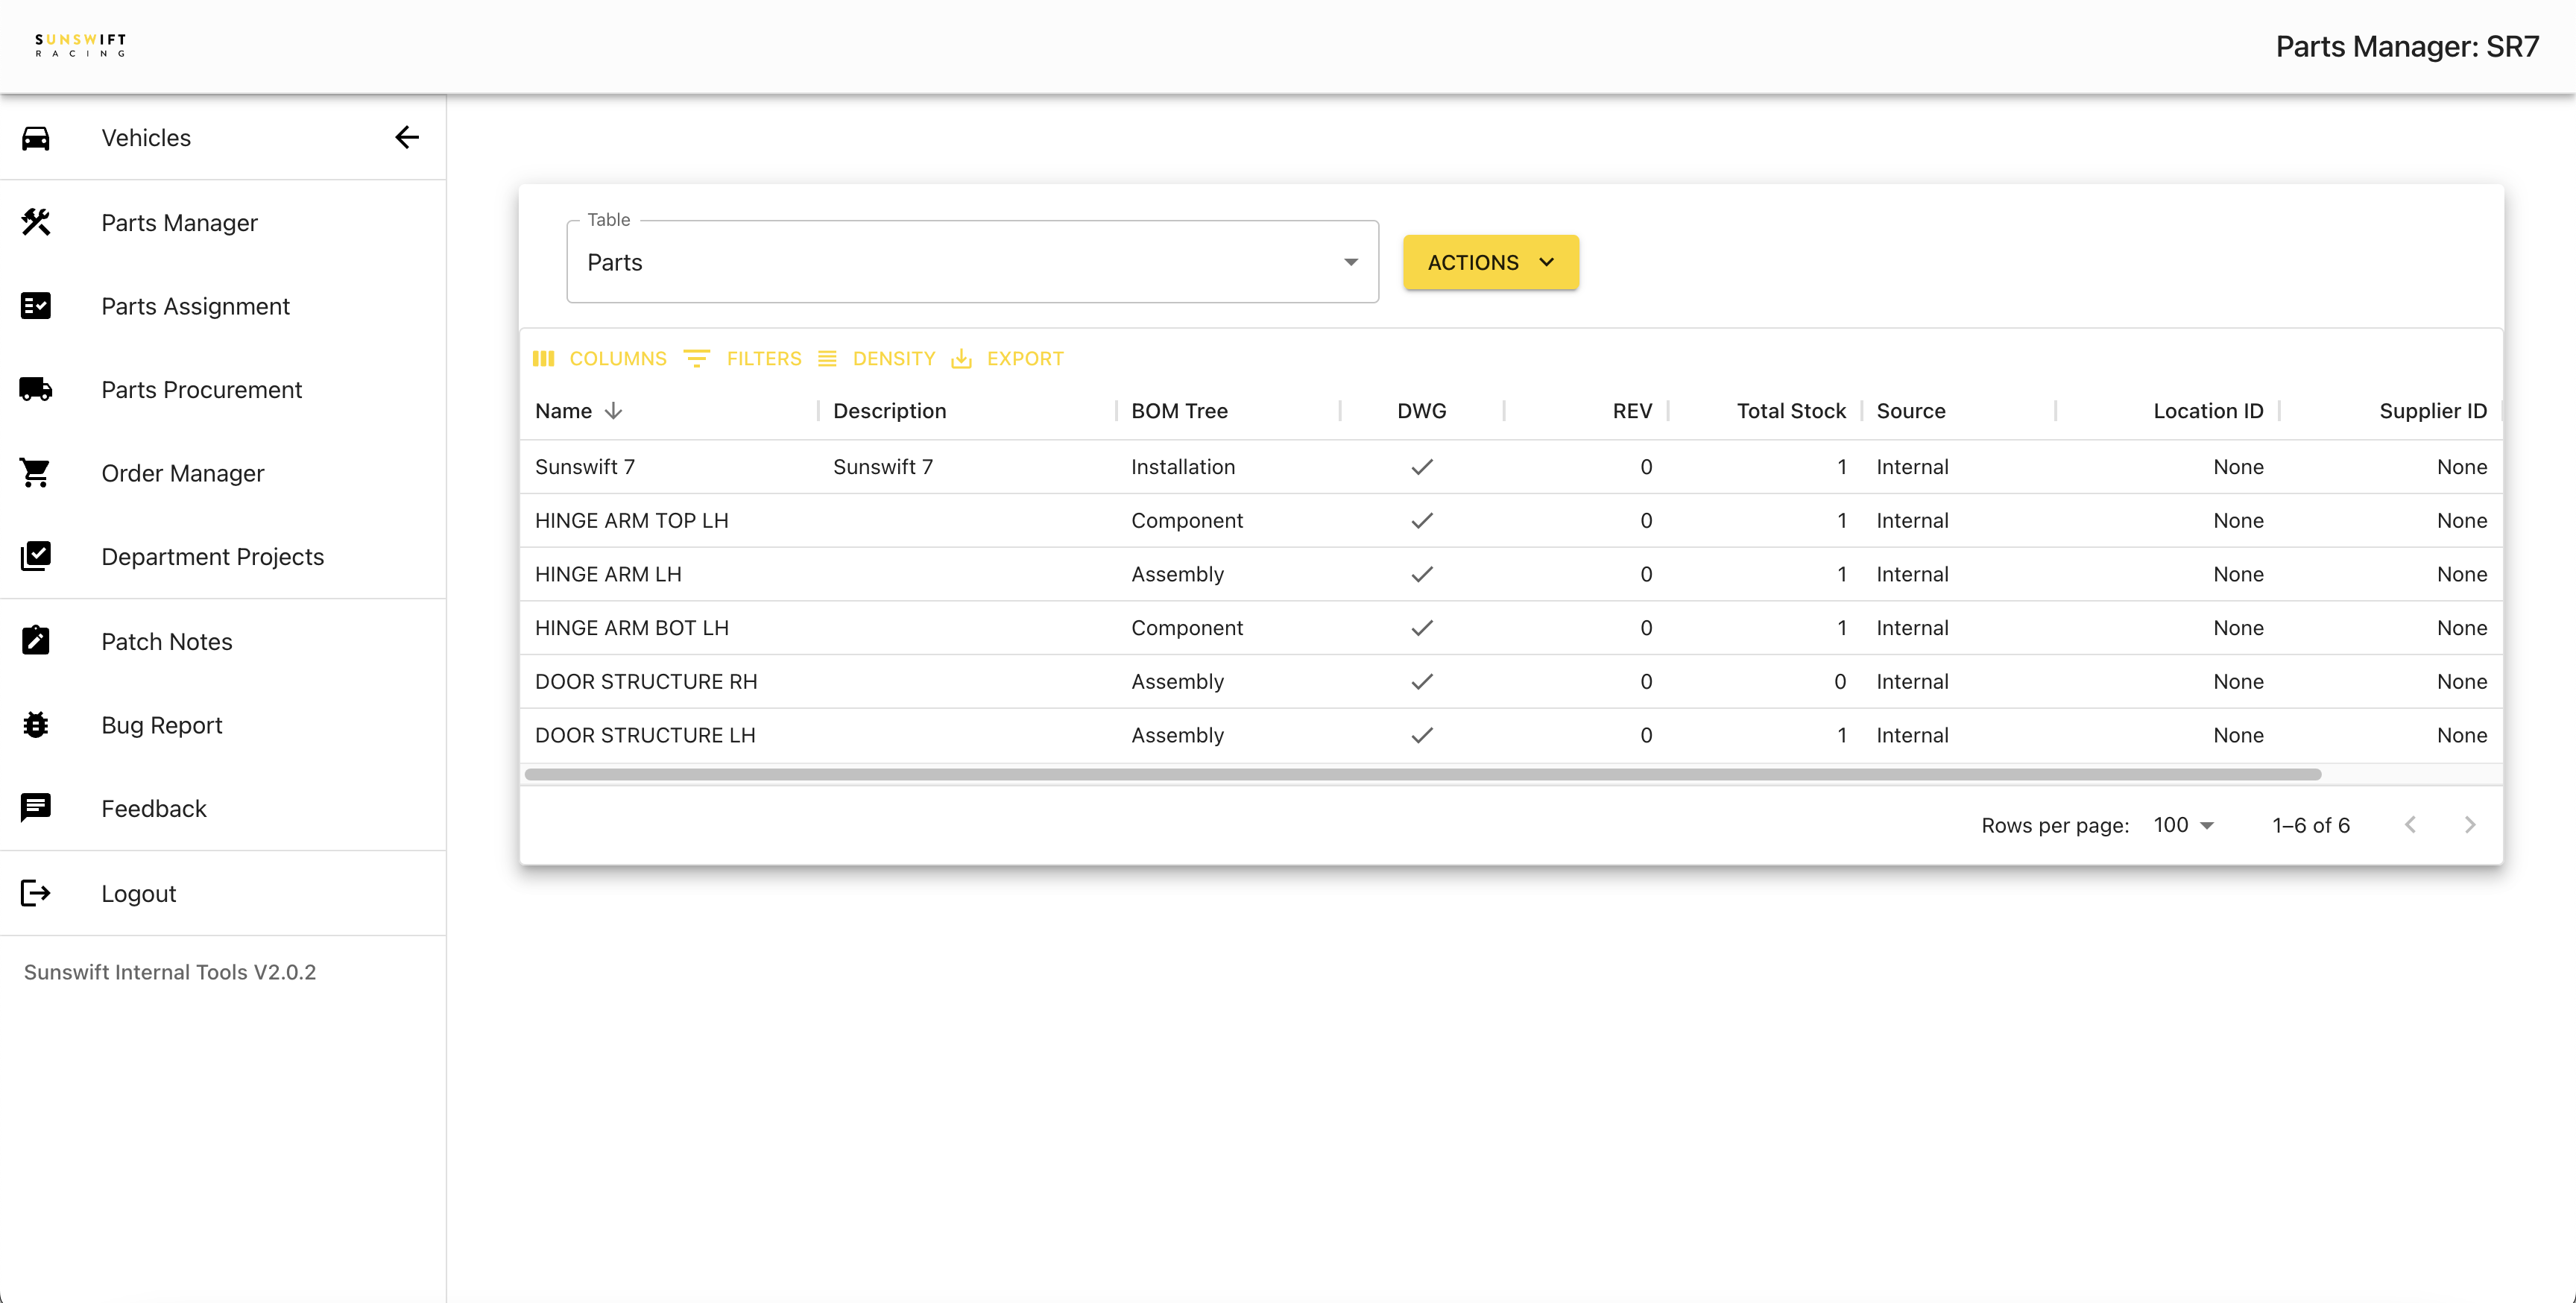 SUNSWIFT
RACING
Parts Manager: SR7
Vehicles
Parts Manager
Parts Assignment
Parts Procurement
Order Manager
Department Projects
Patch Notes
Bug Report
Feedback
Logout
Sunswift Internal Tools V2.0.2
Table
Parts
ACTIONS
COLUMNS FILTERS DENSITY EXPORT
Name Description BOM Tree DWG REV Total Stock Source Location ID Supplier ID
Sunswift 7 Sunswift 7 Installation 0 1 Internal None None
HINGE ARM TOP LH Component 0 1 Internal None None
HINGE ARM LH Assembly 0 1 Internal None None
HINGE ARM BOT LH Component 0 1 Internal None None
DOOR STRUCTURE RH Assembly 0 0 Internal None None
DOOR STRUCTURE LH Assembly 0 1 Internal None None
Rows per page: 100 1–6 of 6